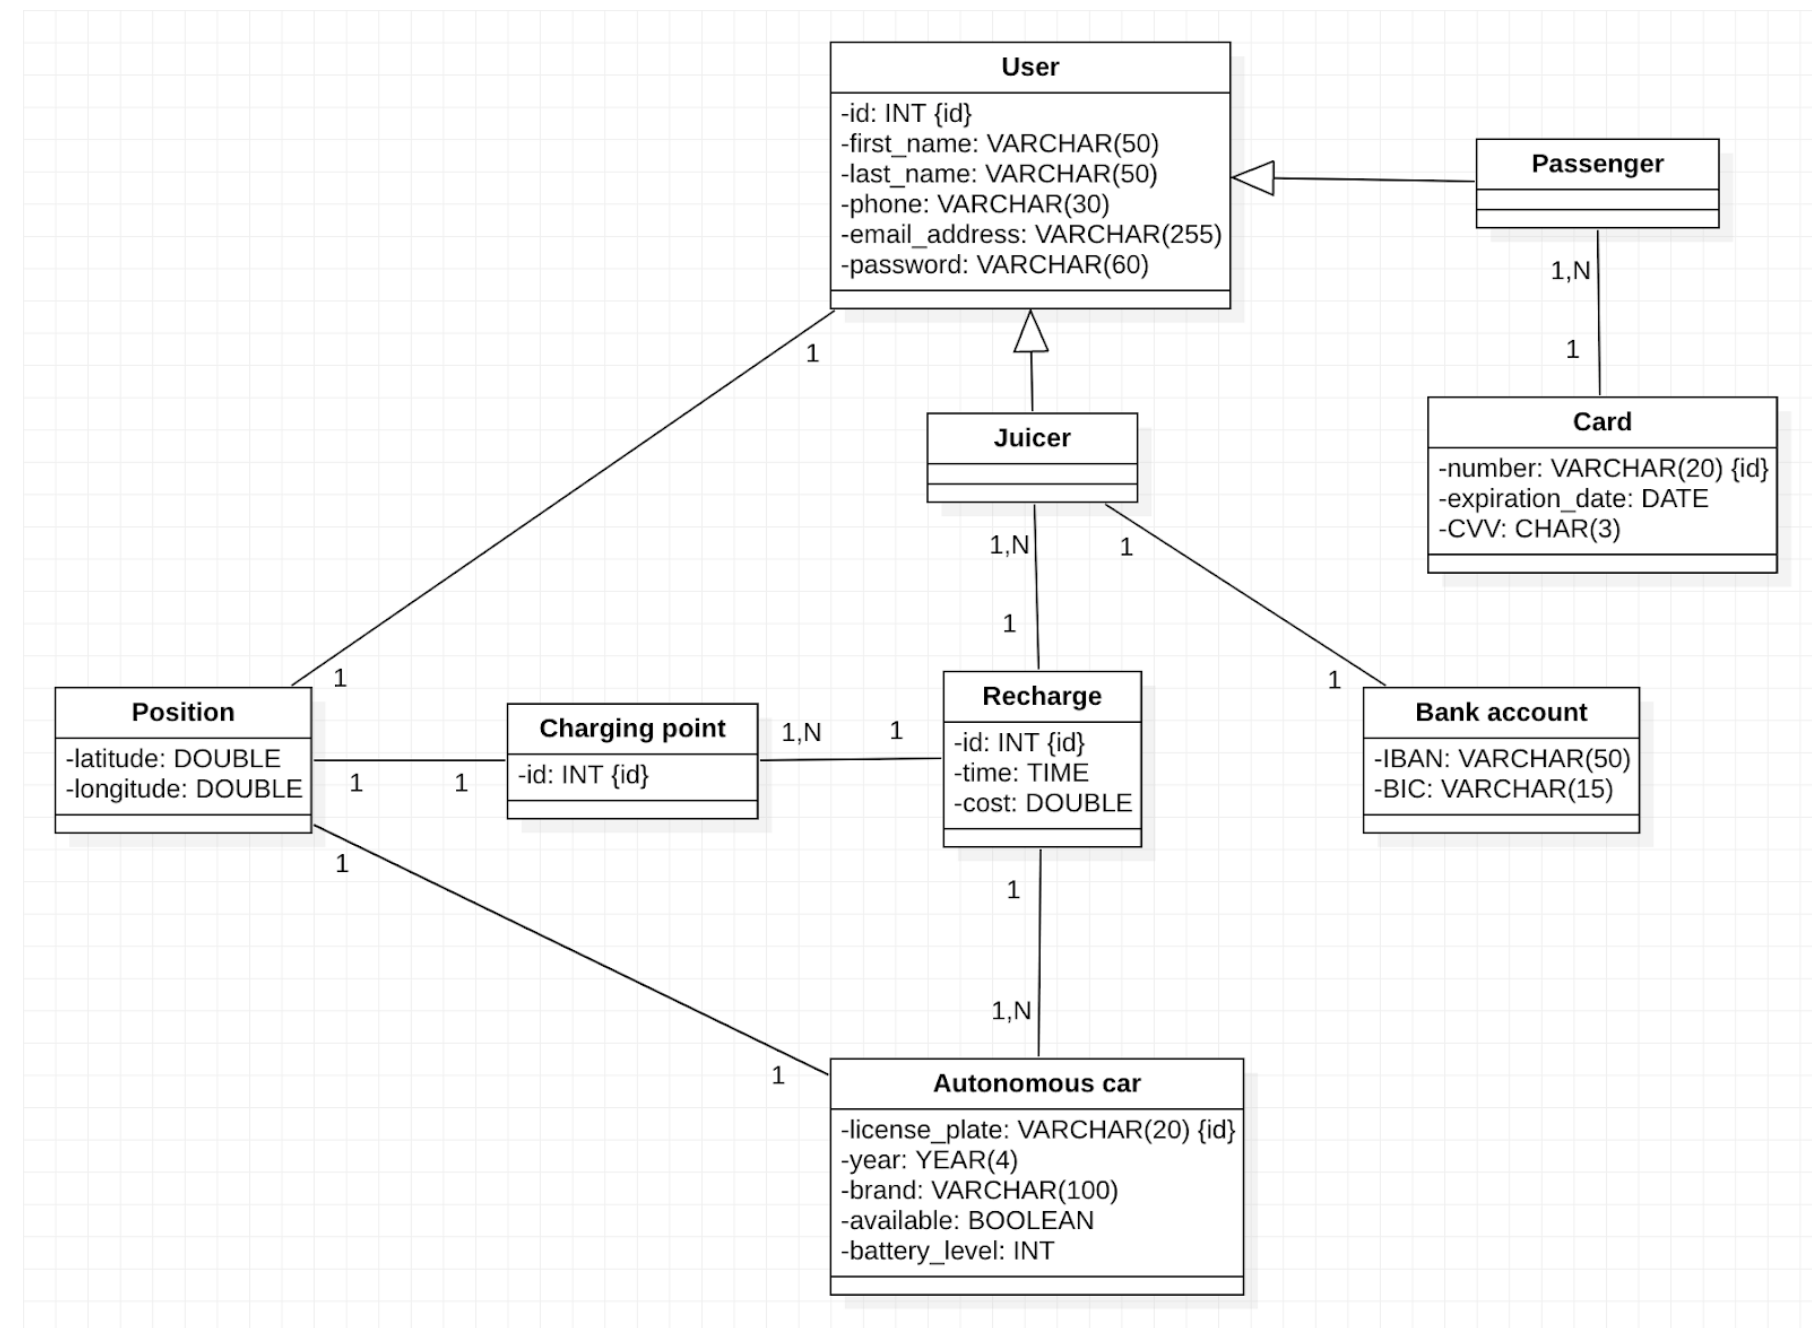 User
-id: INT {id}
-first_name: VARCHAR(50)
-last_name: VARCHAR(50)
-phone: VARCHAR(30)
-email_address: VARCHAR(255)
-password: VARCHAR(60)
Passenger
1,N
1
Card
-number: VARCHAR(20) {id}
-expiration_date: DATE
-CVV: CHAR(3)
1
Juicer
1,N
1
1
1
1
Position
-latitude: DOUBLE
-longitude: DOUBLE
1
1
Charging point
-id: INT {id}
1,N
1
Recharge
-id: INT {id}
-time: TIME
-cost: DOUBLE
Bank account
-IBAN: VARCHAR(50)
-BIC: VARCHAR(15)
1
1
1,N
1
Autonomous car
-license_plate: VARCHAR(20) {id}
-year: YEAR(4)
-brand: VARCHAR(100)
-available: BOOLEAN
-battery_level: INT